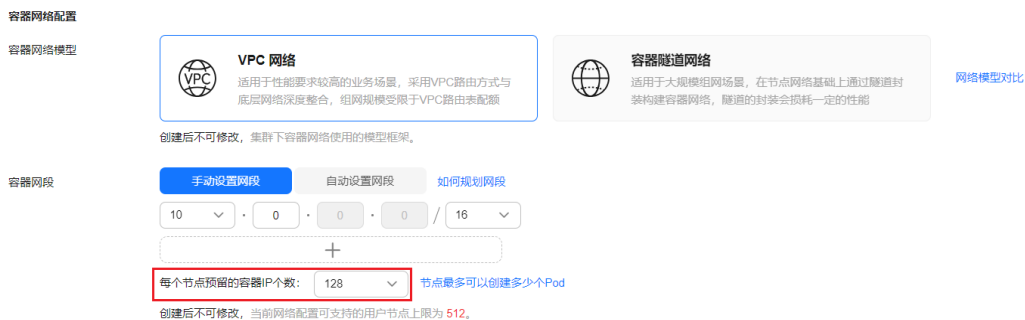 容器网络配置
容器网络模型
VPC
VPC 网络
适用于性能要求较高的业务场景，采用VPC路由方式与
底层网络深度整合，组网规模受限于VPC路由表配额
容器隧道网络
适用于大规模组网场景，在节点网络基础上通过隧道封
装构建容器网络，隧道的封装会损耗一定的性能
网络模型对比
创建后不可修改，集群下容器网络使用的模型框架。
容器网段
手动设置网段 自动设置网段 如何规划网段
10 · 0 · 0 · 0 / 16
+
每个节点预留的容器IP个数： 128 节点最多可以创建多少个Pod
创建后不可修改，当前网络配置可支持的用户节点上限为 512。